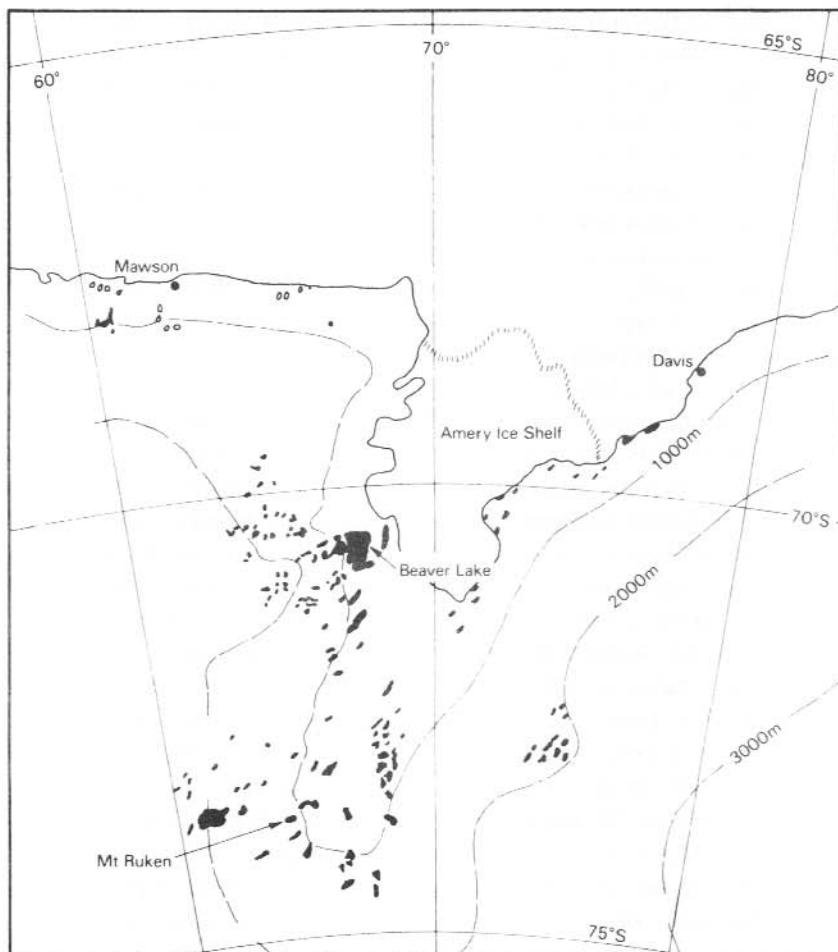 65°S
60°
70°
80°
Mawson
Davis
Amery Ice Shelf
1000m
70°S
Beaver Lake
2000m
3000m
Mt Ruken
75°S